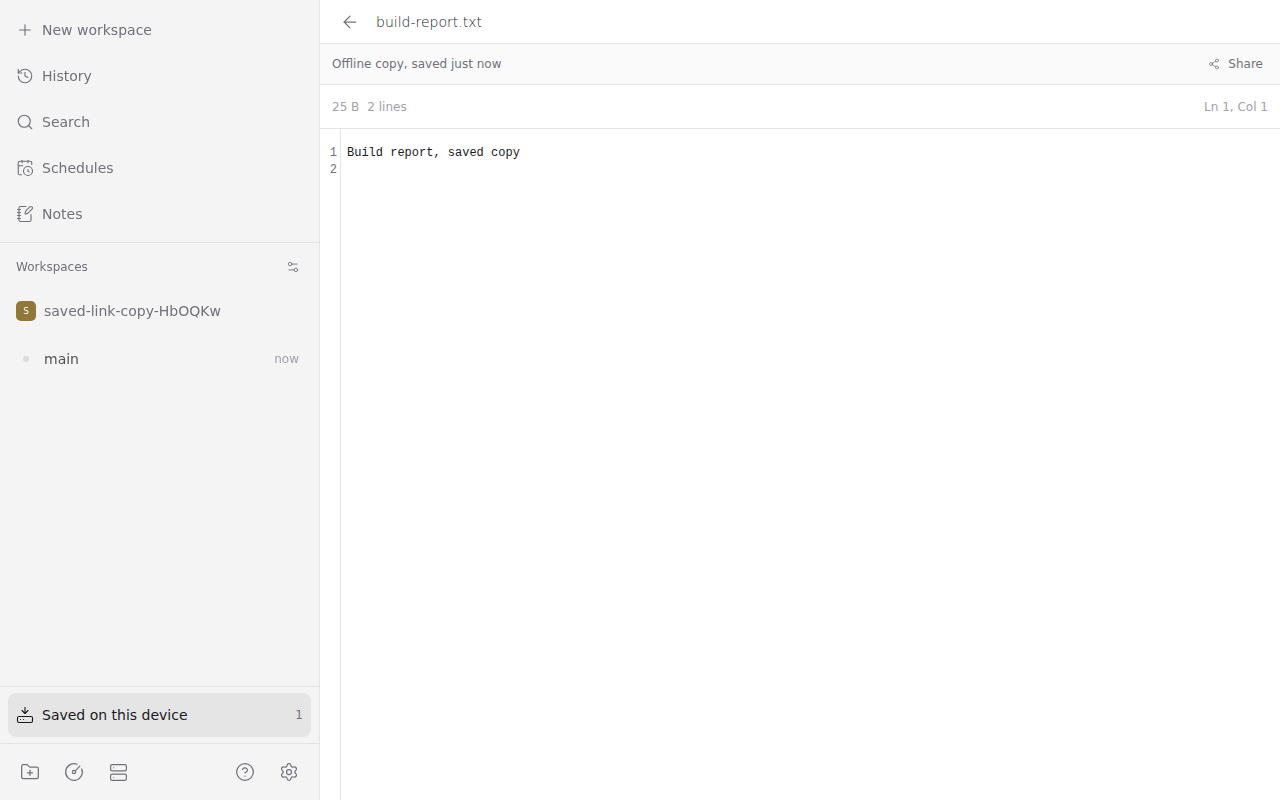 New workspace
History
Search
Schedules
Notes
Workspaces
S saved-link-copy-HbOQKw
main now
Saved on this device 1
build-report.txt
Offline copy, saved just now Share
25 B 2 lines Ln 1, Col 1
1 Build report, saved copy
2